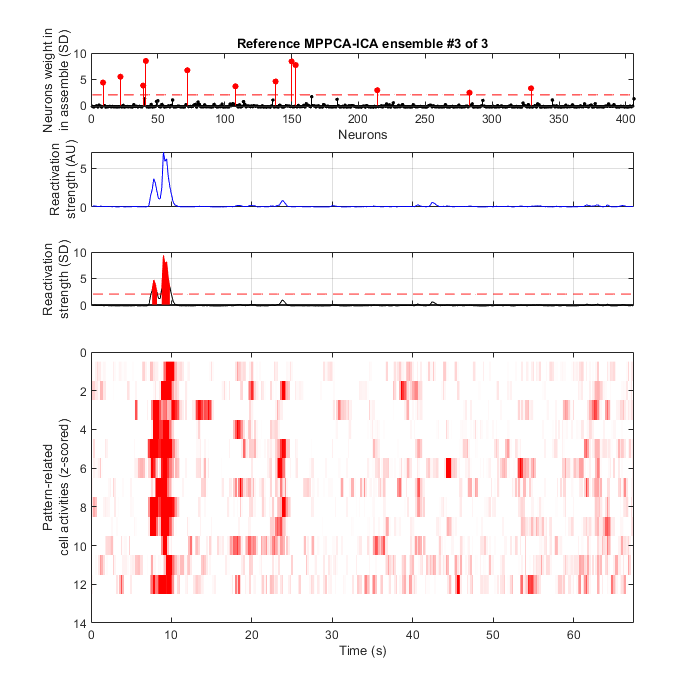 Reference MPPCA-ICA ensemble #3 of 3
Neurons weight in
in assemble (SD)
10
5
0
0 50 100 150 200 250 300 350 400
Neurons
Reactivation
strength (AU)
5
0
Reactivation
strength (SD)
10
5
0
Pattern-related
cell activities (z-scored)
0
2
4
6
8
10
12
14
0 10 20 30 40 50 60
Time (s)